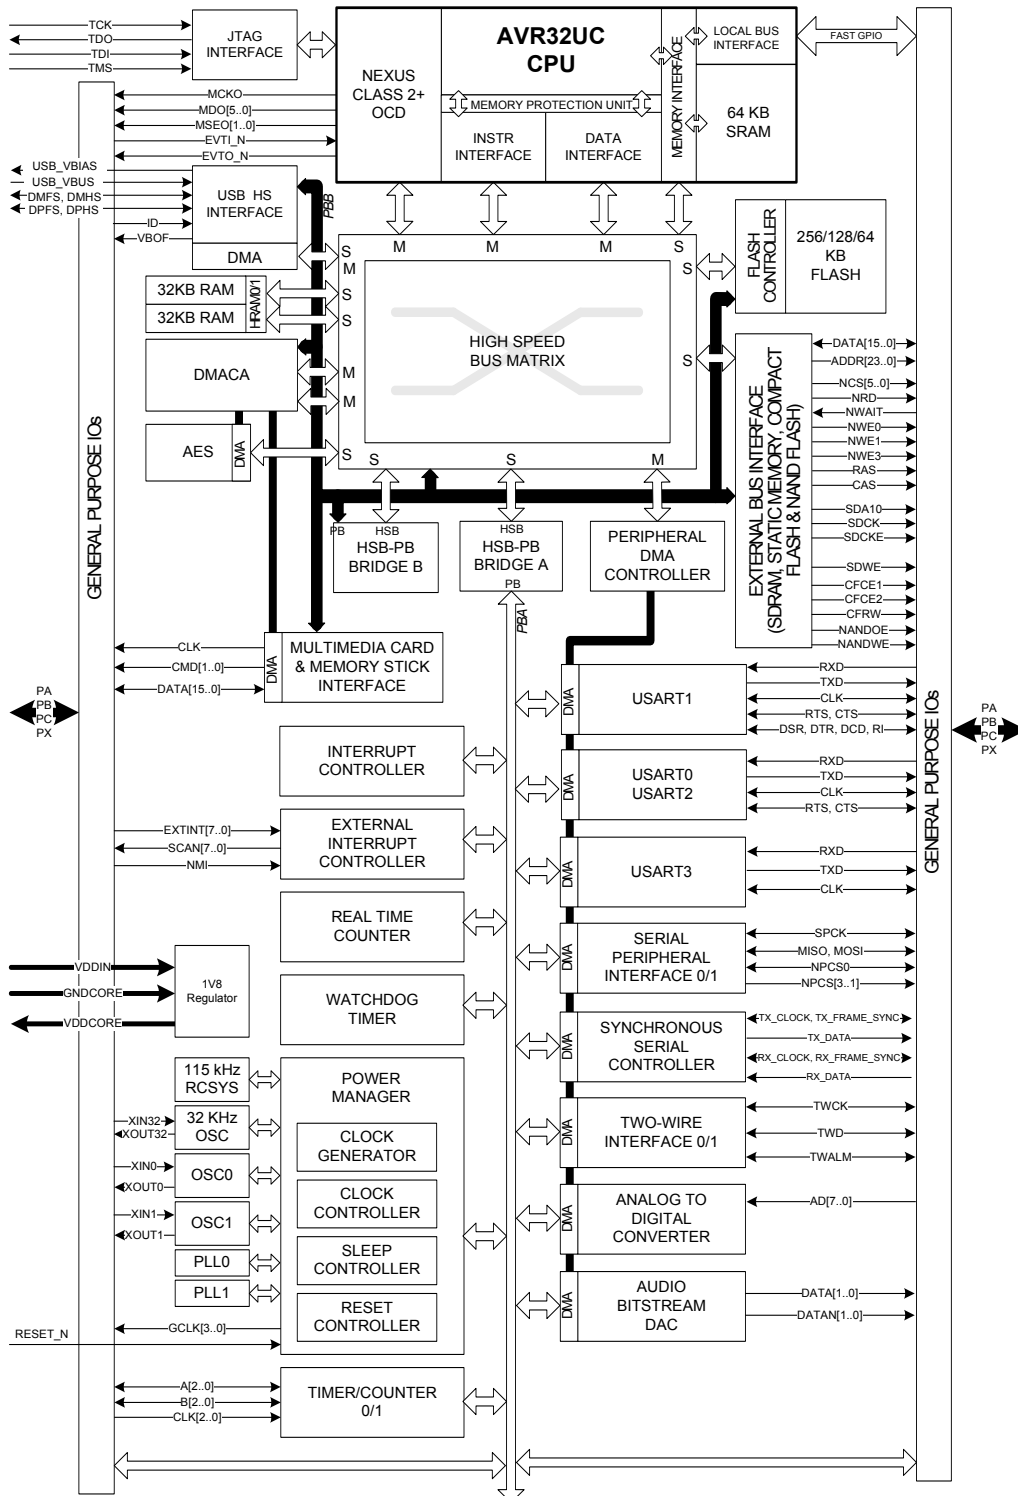 TCK
TDO
TDI
TMS
JTAG
INTERFACE
AVR32UC
CPU
NEXUS
CLASS 2+
OCD
MEMORY PROTECTION UNIT
INSTR
INTERFACE
DATA
INTERFACE
MEMORY INTERFACE
LOCAL BUS
INTERFACE
64 KB
SRAM
FAST GPIO
MCKO
MDO[5..0]
MSEO[1..0]
EVTI_N
EVTO_N
USB_VBIAS
USB_VBUS
DMFS, DMHS
DPFS, DPHS
ID
VBOF
USB HS
INTERFACE
DMA
PBB
32KB RAM
32KB RAM
HRAM0/1
DMACA
AES
DMA
M
M
M
S
S
M
S
S
M
M
S
S
S
S
S
M
HIGH SPEED
BUS MATRIX
FLASH
CONTROLLER
256/128/64
KB
FLASH
EXTERNAL BUS INTERFACE
(SDRAM, STATIC MEMORY, COMPACT
FLASH & NAND FLASH)
DATA[15..0]
ADDR[23..0]
NCS[5..0]
NRD
NWAIT
NWE0
NWE1
NWE3
RAS
CAS
SDA10
SDCK
SDCKE
SDWE
CFCE1
CFCE2
CFRW
NANDOE
NANDWE
PB
HSB
HSB-PB
BRIDGE B
HSB
HSB-PB
BRIDGE A
PB
PBA
PERIPHERAL
DMA
CONTROLLER
GENERAL PURPOSE IOs
PA
PB
PC
PX
CLK
CMD[1..0]
DATA[15..0]
DMA
MULTIMEDIA CARD
& MEMORY STICK
INTERFACE
INTERRUPT
CONTROLLER
EXTINT[7..0]
SCAN[7..0]
NMI
EXTERNAL
INTERRUPT
CONTROLLER
REAL TIME
COUNTER
VDDIN
GNDCORE
VDDCORE
1V8
Regulator
WATCHDOG
TIMER
115 kHz
RCSYS
XIN32
XOUT32
32 KHz
OSC
XIN0
XOUT0
OSC0
XIN1
XOUT1
OSC1
PLL0
PLL1
POWER
MANAGER
CLOCK
GENERATOR
CLOCK
CONTROLLER
SLEEP
CONTROLLER
RESET
CONTROLLER
GCLK[3..0]
RESET_N
A[2..0]
B[2..0]
CLK[2..0]
TIMER/COUNTER
0/1
DMA
USART1
RXD
TXD
CLK
RTS, CTS
DSR, DTR, DCD, RI
DMA
USART0
USART2
RXD
TXD
CLK
RTS, CTS
DMA
USART3
RXD
TXD
CLK
DMA
SERIAL
PERIPHERAL
INTERFACE 0/1
SPCK
MISO, MOSI
NPCS0
NPCS[3..1]
DMA
SYNCHRONOUS
SERIAL
CONTROLLER
TX_CLOCK, TX_FRAME_SYNC
TX_DATA
RX_CLOCK, RX_FRAME_SYNC
RX_DATA
DMA
TWO-WIRE
INTERFACE 0/1
TWCK
TWD
TWALM
DMA
ANALOG TO
DIGITAL
CONVERTER
AD[7..0]
DMA
AUDIO
BITSTREAM
DAC
DATA[1..0]
DATAN[1..0]
GENERAL PURPOSE IOs
PA
PB
PC
PX